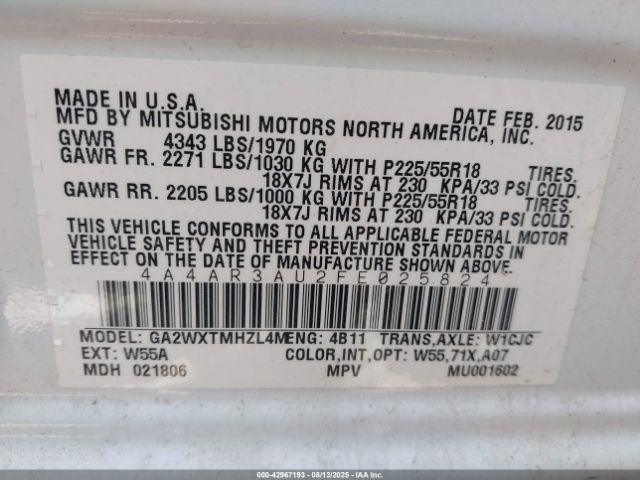 MADE IN U.S.A. DATE FEB. 2015
MFD BY MITSUBISHI MOTORS NORTH AMERICA, INC.
GVWR 4343 LBS/1970 KG
GAWR FR. 2271 LBS/1030 KG WITH P225/55R18 TIRES.
18X7J RIMS AT 230 KPA/33 PSI COLD.
GAWR RR. 2205 LBS/1000 KG WITH P225/55R18 TIRES.
18X7J RIMS AT 230 KPA/33 PSI COLD.
THIS VEHICLE CONFORMS TO ALL APPLICABLE FEDERAL MOTOR
VEHICLE SAFETY AND THEFT PREVENTION STANDARDS IN
EFFECT ON THE DATE OF MANUFACTURE SHOWN ABOVE.
4A4AR3AU2FE025824
MODEL: GA2WXTMHZL4M ENG: 4B11 TRANS,AXLE: W1CJC
EXT: W55A COLOR,INT,OPT: W55,71X,A07
MDH 021806 MPV MU001602
000-42967193 - 08/13/2025 - IAAI.COM